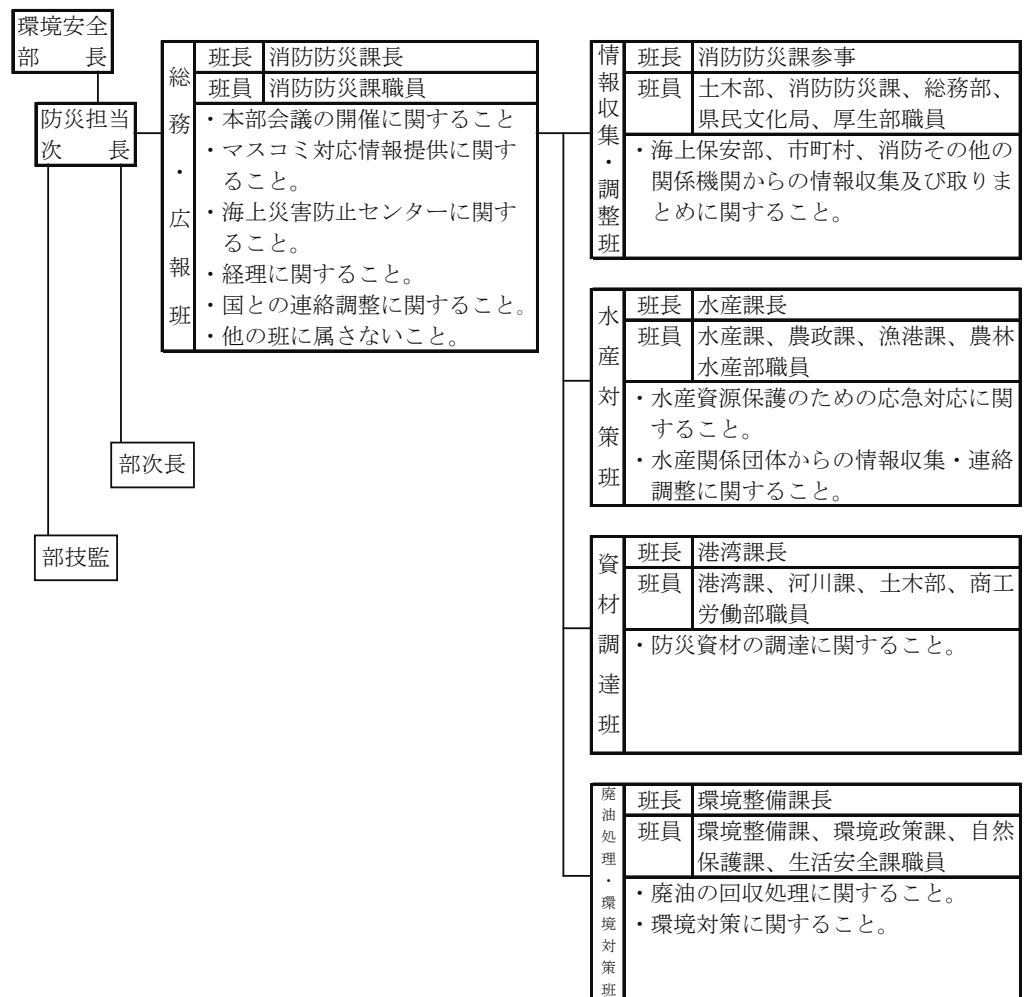 環境安全
部長
防災担当
次長
部次長
部技監
総務・広報班
班長 消防防災課長
班員 消防防災課職員
・本部会議の開催に関すること
・マスコミ対応情報提供に関す
ること。
・海上災害防止センターに関す
ること。
・経理に関すること。
・国との連絡調整に関すること。
・他の班に属さないこと。
情報収集・調整班
班長 消防防災課参事
班員 土木部、消防防災課、総務部、
県民文化局、厚生部職員
・海上保安部、市町村、消防その他の
関係機関からの情報収集及び取りま
とめに関すること。
水産対策班
班長 水産課長
班員 水産課、農政課、漁港課、農林
水産部職員
・水産資源保護のための応急対応に関
すること。
・水産関係団体からの情報収集・連絡
調整に関すること。
資材調達班
班長 港湾課長
班員 港湾課、河川課、土木部、商工
労働部職員
・防災資材の調達に関すること。
廃油処理・環境対策班
班長 環境整備課長
班員 環境整備課、環境政策課、自然
保護課、生活安全課職員
・廃油の回収処理に関すること。
・環境対策に関すること。